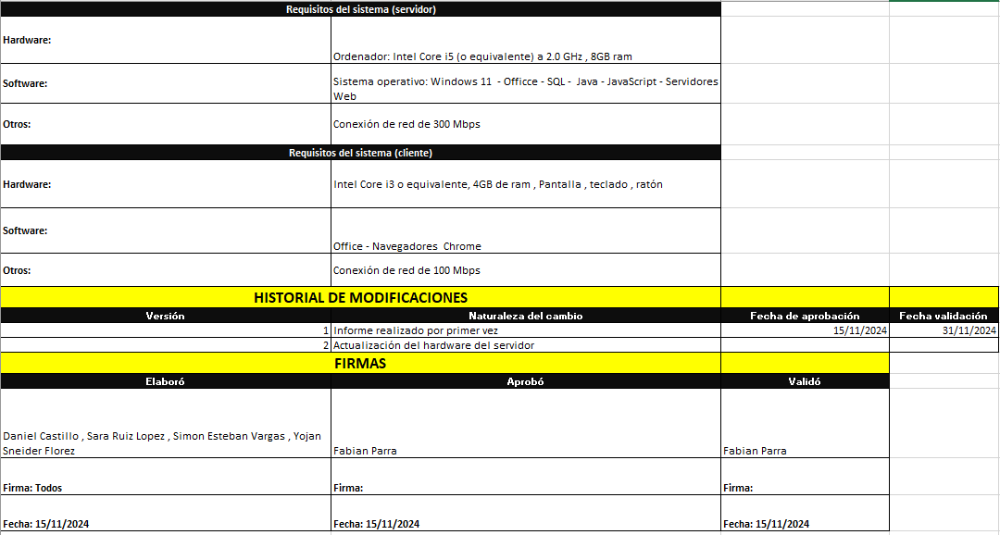 Requisitos del sistema (servidor)
Hardware:
Ordenador: Intel Core i5 (o equivalente) a 2.0 GHz , 8GB ram
Software:
Sistema operativo: Windows 11  - Officce - SQL -  Java - JavaScript - Servidores
Web
Otros:
Conexión de red de 300 Mbps
Requisitos del sistema (cliente)
Hardware:
Intel Core i3 o equivalente, 4GB de ram , Pantalla , teclado , ratón
Software:
Office - Navegadores  Chrome
Otros:
Conexión de red de 100 Mbps
HISTORIAL DE MODIFICACIONES
Versión Naturaleza del cambio Fecha de aprobación Fecha validación
1 Informe realizado por primer vez 15/11/2024 31/11/2024
2 Actualización del hardware del servidor
FIRMAS
Elaboró Aprobó Validó
Daniel Castillo , Sara Ruiz Lopez , Simon Esteban Vargas , Yojan
Sneider Florez Fabian Parra Fabian Parra
Firma: Todos Firma: Firma:
Fecha: 15/11/2024 Fecha: 15/11/2024 Fecha: 15/11/2024